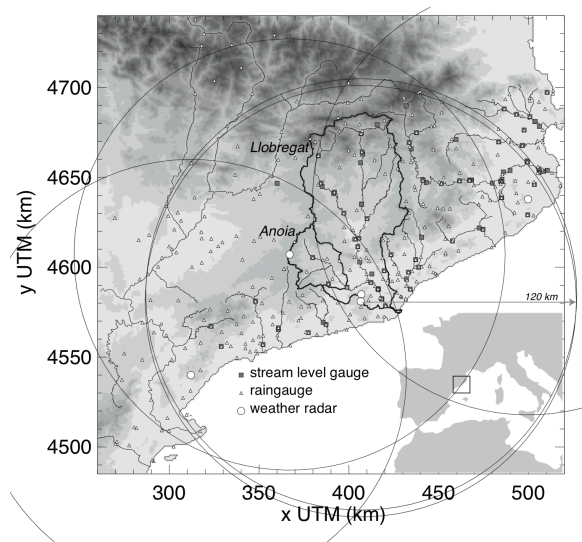 4700
Llobregat
4650
y UTM (km)
Anoia
4600
120 km
4550
stream level gauge
raingauge
weather radar
4500
300 350 400 450 500
x UTM (km)